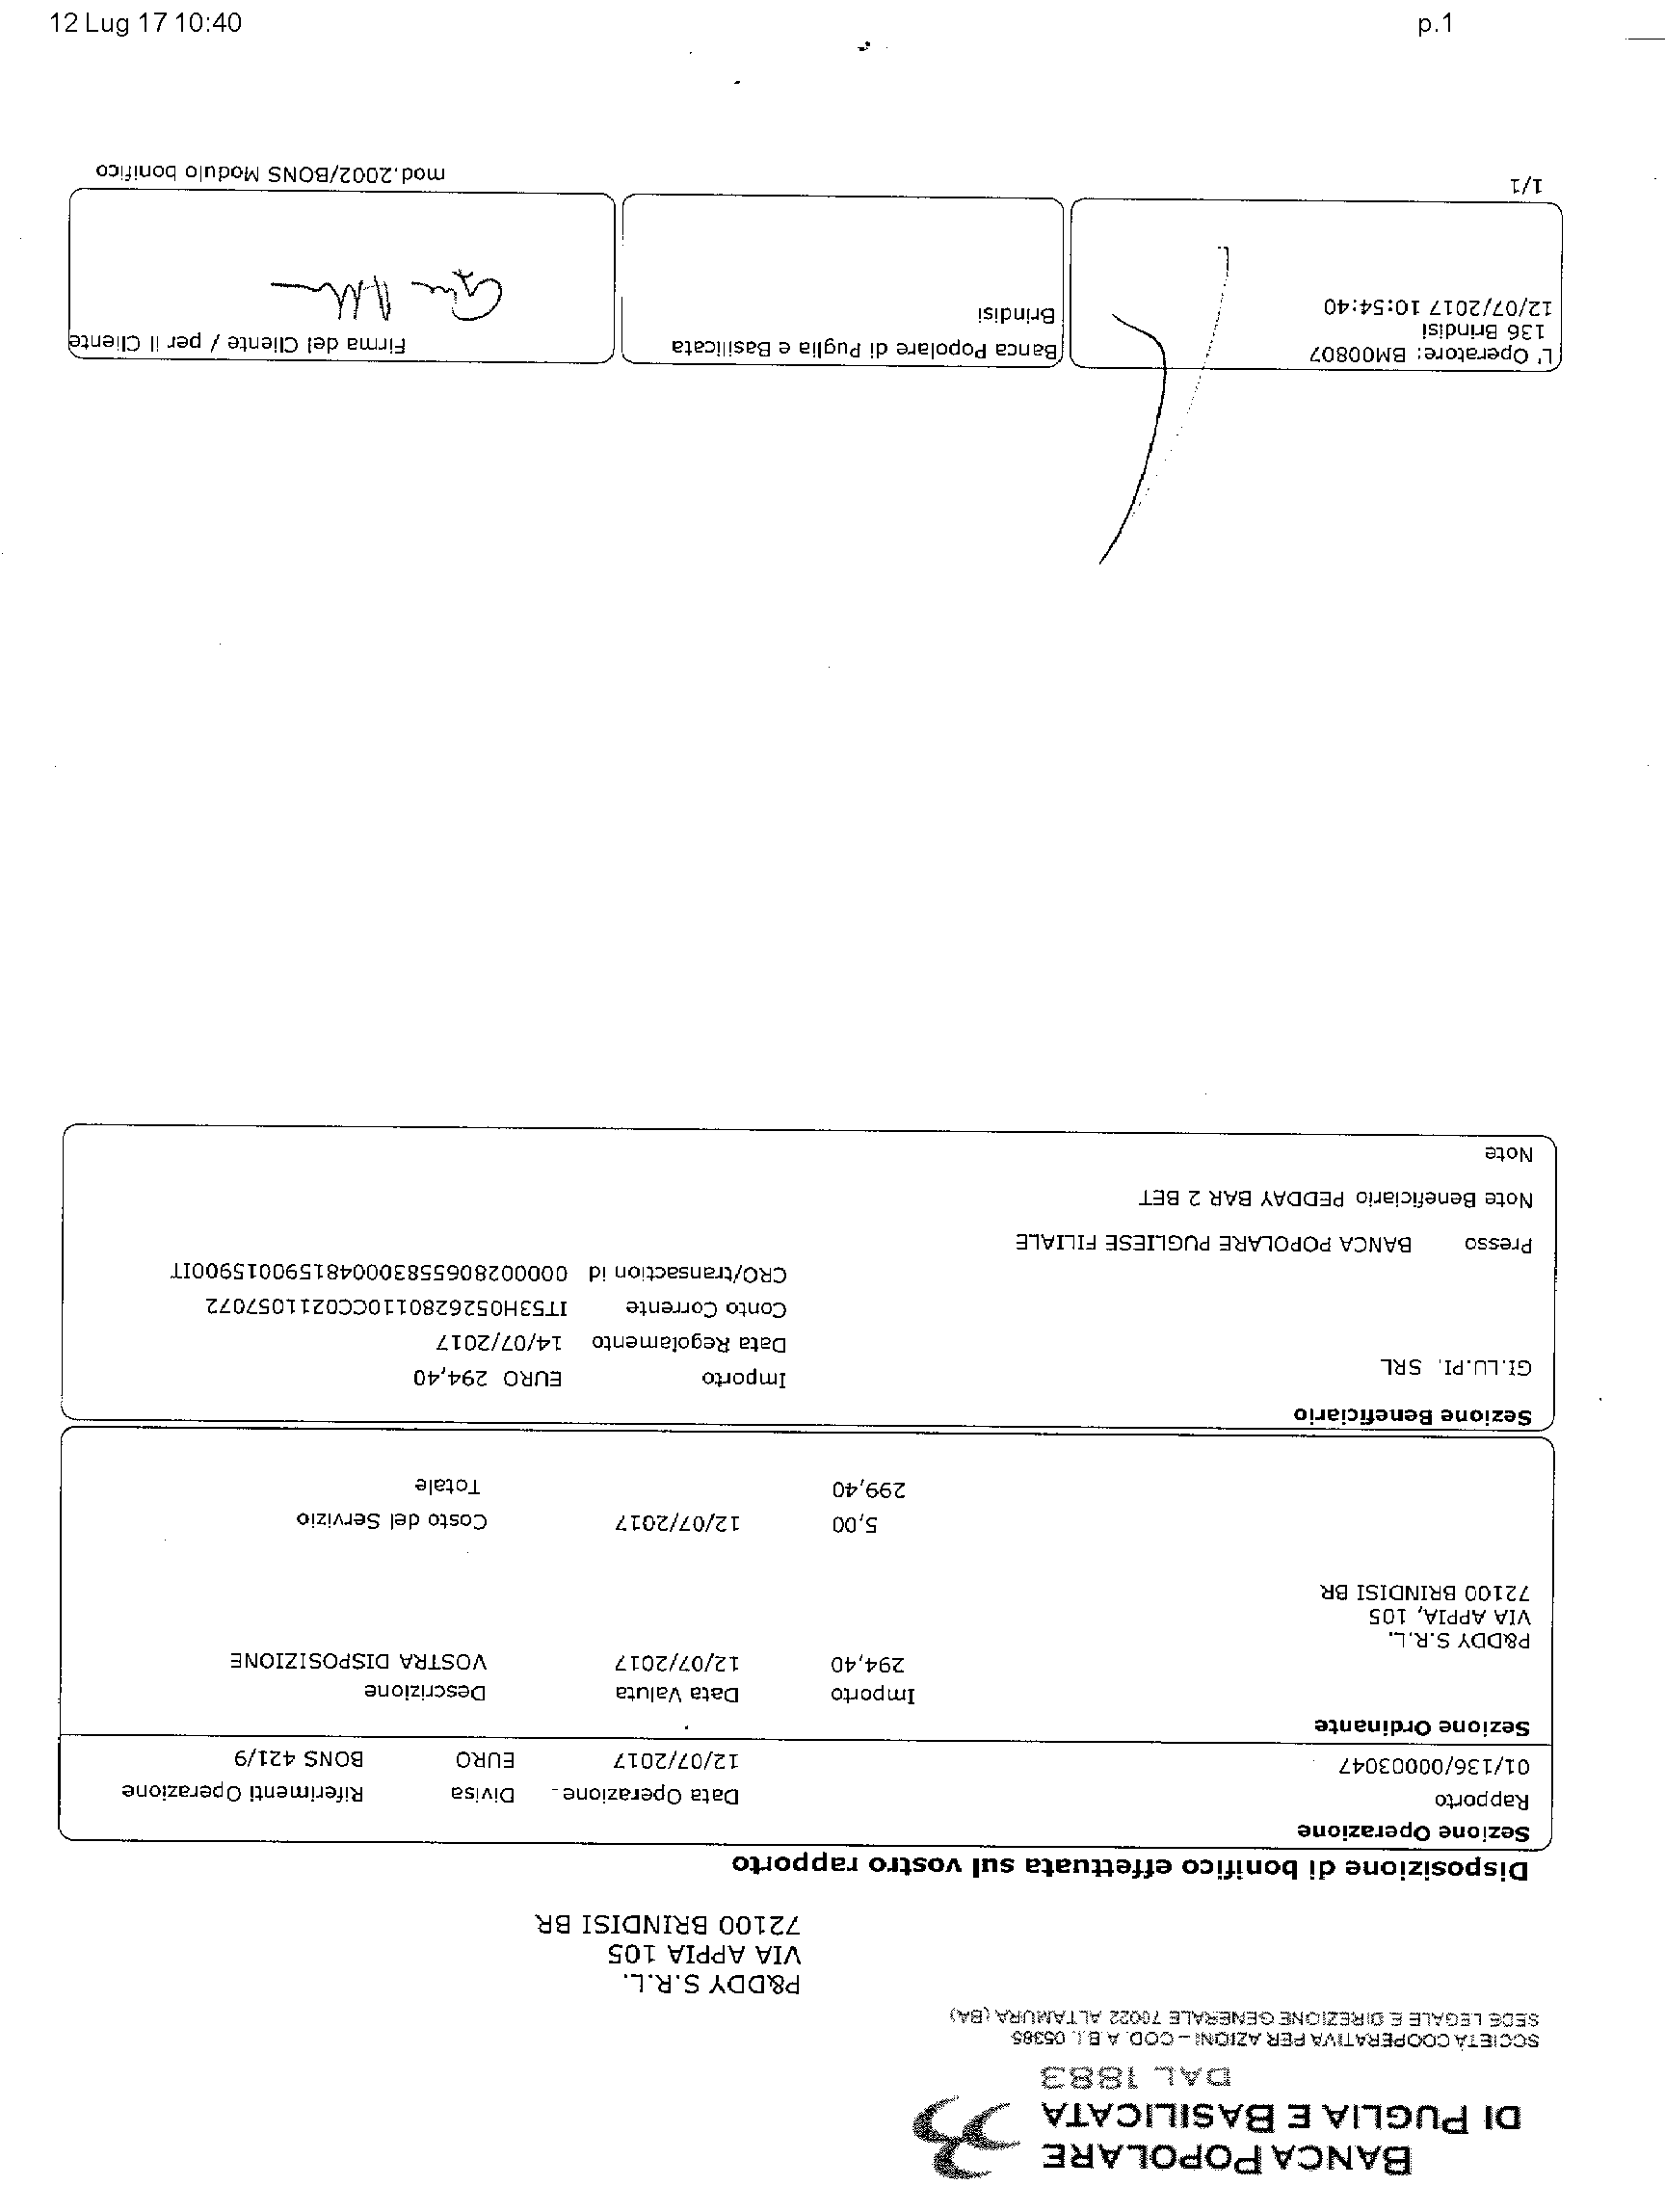 12 Lug 17 10:40
p.1
BANCA POPOLARE
DI PUGLIA E BASILICATA
DAL 1883
SOCIETÀ COOPERATIVA PER AZIONI – COD. A.B.I. 05385
SEDE LEGALE E DIREZIONE GENERALE 70022 ALTAMURA (BA)
P&DDY S.R.L.
VIA APPIA 105
72100 BRINDISI BR
Disposizione di bonifico effettuata sul vostro rapporto
Sezione Operazione
Rapporto Data Operazione Divisa Riferimenti Operazione
01/136/00003047 12/07/2017 EURO BONS 421/9
Sezione Ordinante
Importo Data Valuta Descrizione
294,40 12/07/2017 VOSTRA DISPOSIZIONE
P&DDY S.R.L.
VIA APPIA, 105
72100 BRINDISI BR
5,00 12/07/2017 Costo del Servizio
299,40 Totale
Sezione Beneficiario
GI.LU.PI. SRL
Importo EURO 294,40
Data Regolamento 14/07/2017
Conto Corrente IT53H0526280110CC0211057072
CRO/transaction id 0000028065583000481590015900IT
Presso BANCA POPOLARE PUGLIESE FILIALE
Note Beneficiario PEDDAY BAR 2 BET
Note
L' Operatore: BM00807
136 Brindisi
12/07/2017 10:54:40
Banca Popolare di Puglia e Basilicata
Brindisi
Firma del Cliente / per il Cliente
1/1
mod.2002/BONS Modulo bonifico